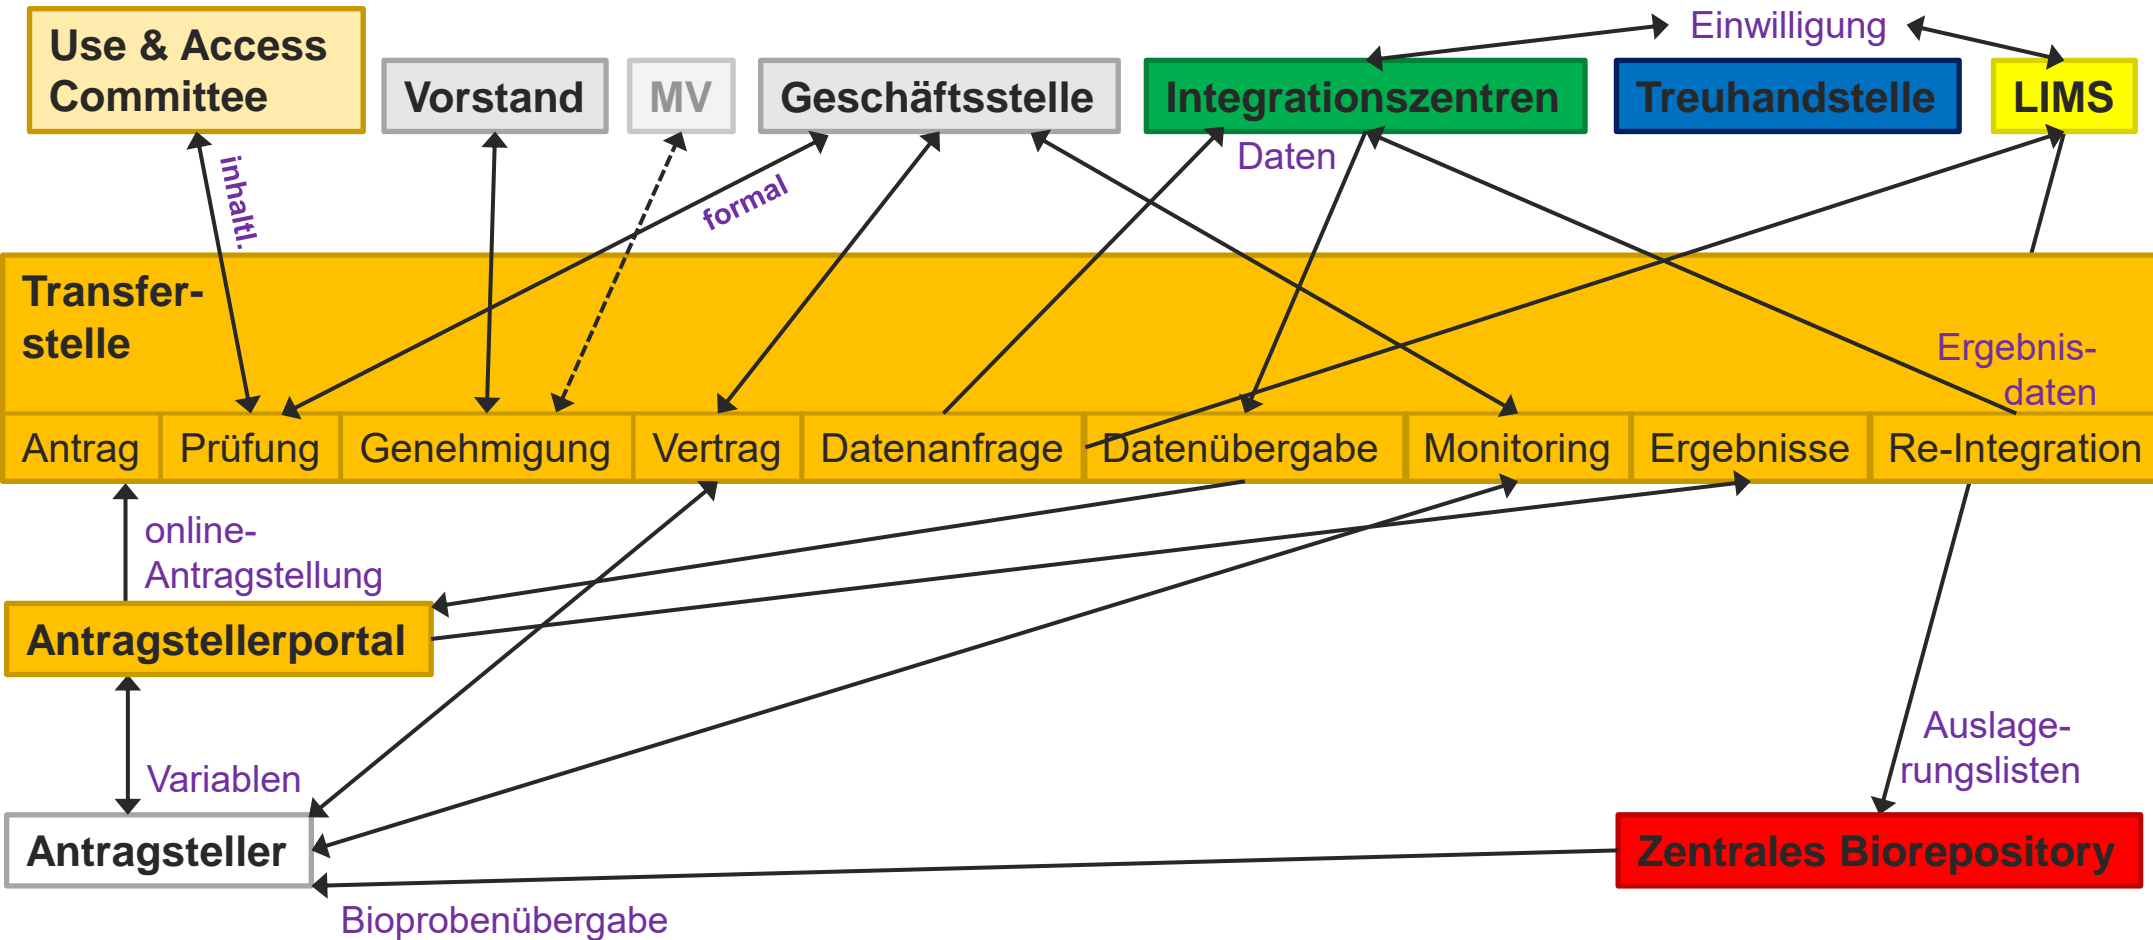 Use & Access
Committee
Vorstand
MV
Geschäftsstelle
Integrationszentren
Einwilligung
Treuhandstelle
LIMS
inhaltl.
formal
Daten
Transfer-
stelle
Ergebnis-
daten
Antrag
Prüfung
Genehmigung
Vertrag
Datenanfrage
Datenübergabe
Monitoring
Ergebnisse
Re-Integration
online-
Antragstellung
Antragstellerportal
Variablen
Auslage-
rungslisten
Antragsteller
Zentrales Biorepository
Bioprobenübergabe